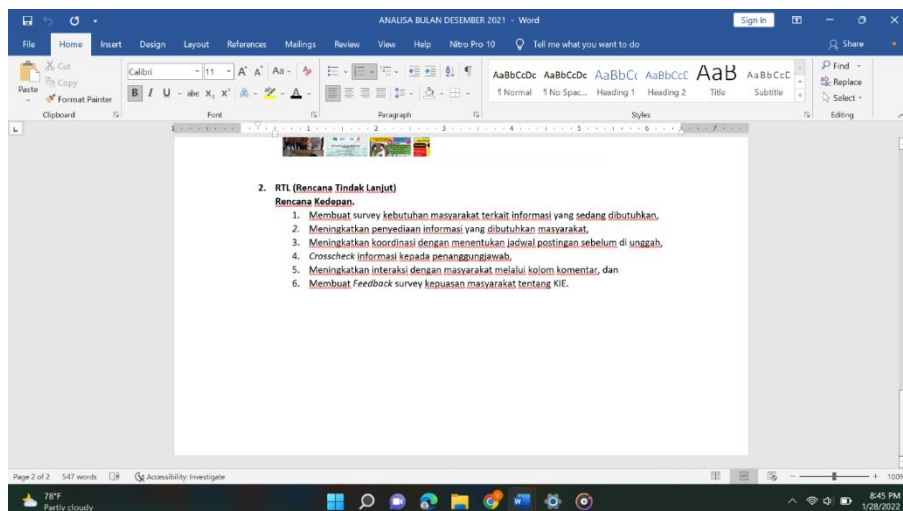 ANALISA BULAN DESEMBER 2021 - Word
Sign in
File Home Insert Design Layout References Mailings Review View Help Nitro Pro 10 Tell me what you want to do Share
Paste
Cut
Copy
Format Painter
Clipboard
Calibri 11
Font
Paragraph
AaBbCcDc AaBbCcDc AaBbCc AaBbCcC AaB AaBbCcC
¶ Normal ¶ No Spac... Heading 1 Heading 2 Title Subtitle
Styles
Find
Replace
Select
Editing
2. RTL (Rencana Tindak Lanjut)
Rencana Kedepan.
1. Membuat survey kebutuhan masyarakat terkait informasi yang sedang dibutuhkan,
2. Meningkatkan penyediaan informasi yang dibutuhkan masyarakat,
3. Meningkatkan koordinasi dengan menentukan jadwal postingan sebelum di unggah,
4. Crosscheck informasi kepada penanggungjawab,
5. Meningkatkan interaksi dengan masyarakat melalui kolom komentar, dan
6. Membuat Feedback survey kepuasan masyarakat tentang KIE.
Page 2 of 2 547 words Accessibility: Investigate 100%
78°F
Partly cloudy
8:45 PM
1/28/2022